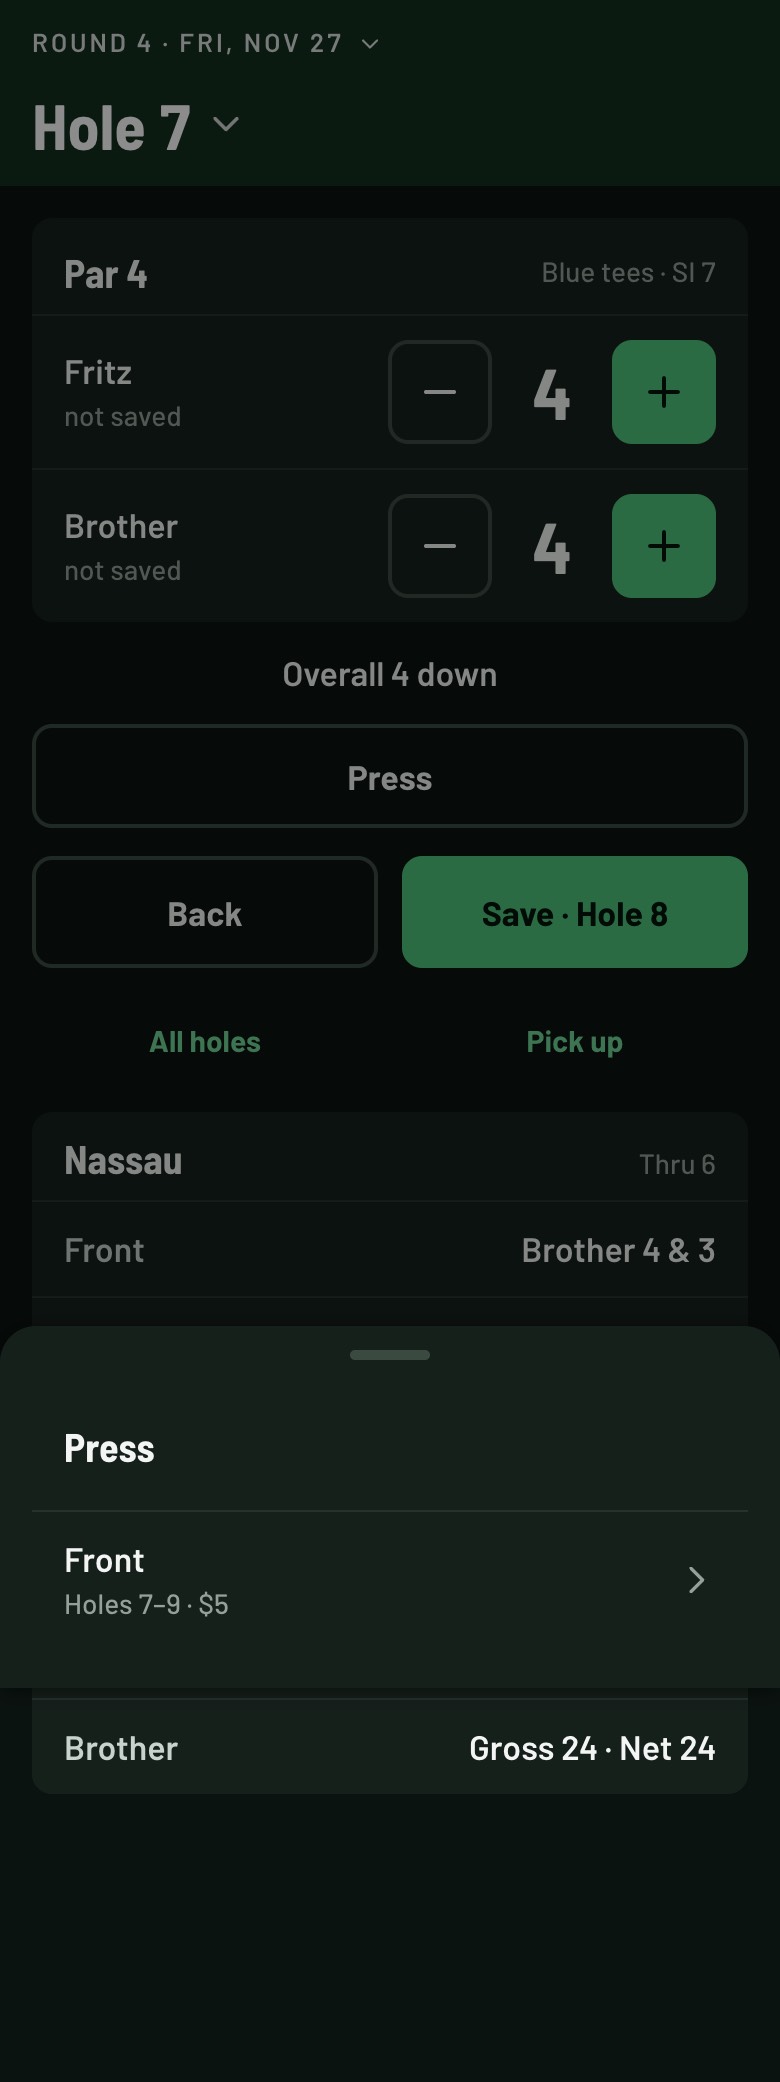 ROUND 4 · FRI, NOV 27
Hole 7
Par 4
Blue tees · SI 7
Fritz
not saved
4
Brother
not saved
4
Overall 4 down
Press
Back
Save · Hole 8
All holes
Pick up
Nassau
Thru 6
Front
Brother 4 & 3
Press
Front
Holes 7–9 · $5
Brother
Gross 24 · Net 24